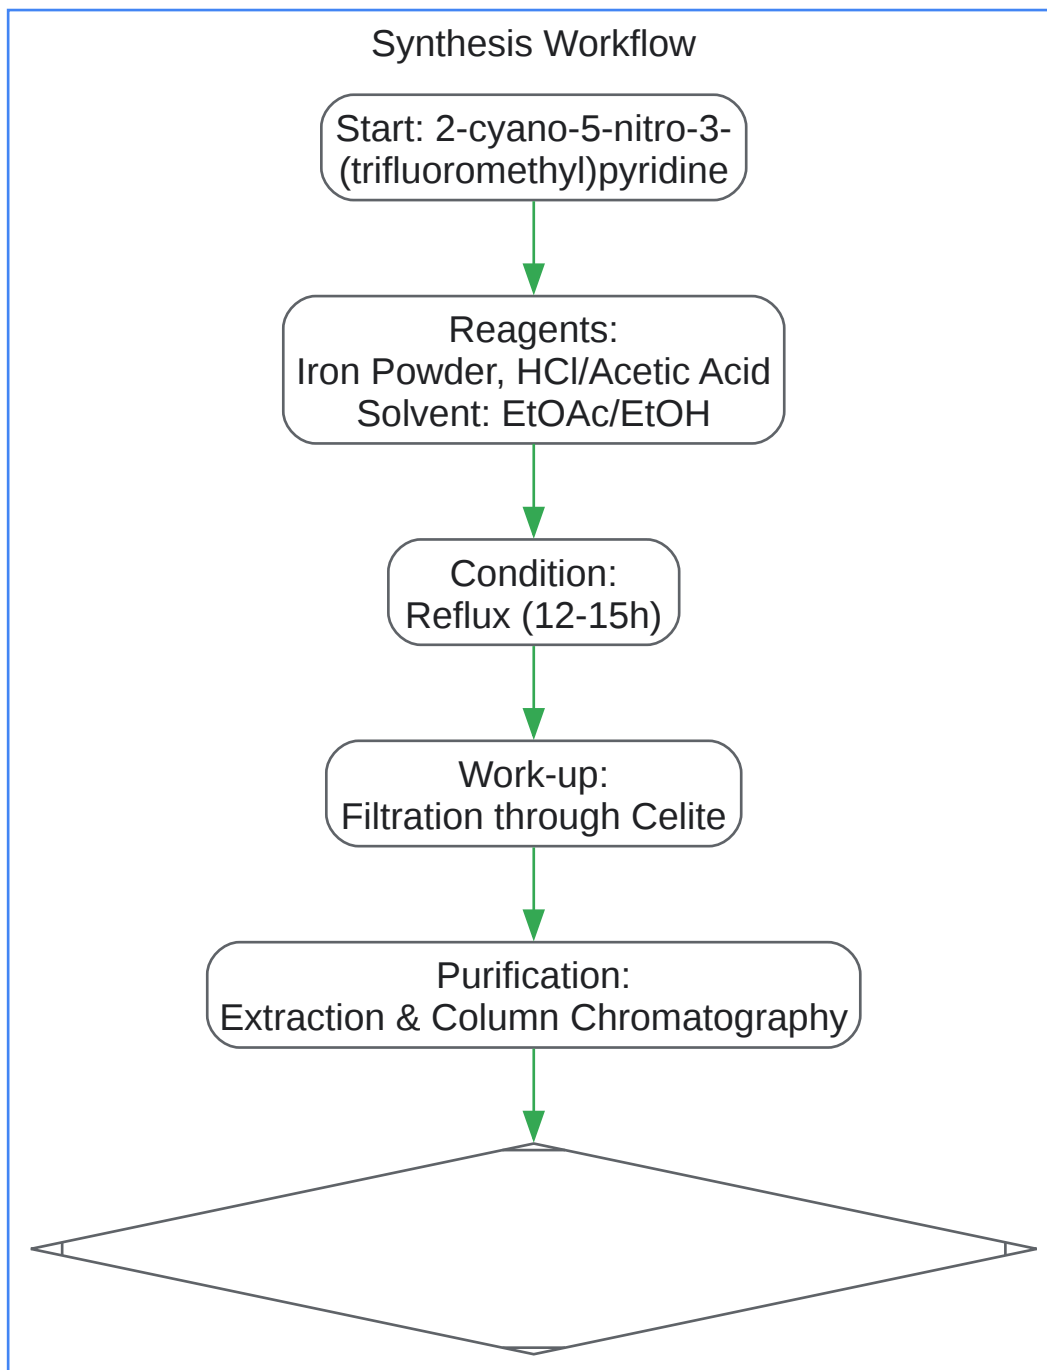 Synthesis Workflow
Start: 2-cyano-5-nitro-3-
(trifluoromethyl)pyridine
Reagents:
Iron Powder, HCl/Acetic Acid
Solvent: EtOAc/EtOH
Condition:
Reflux (12-15h)
Work-up:
Filtration through Celite
Purification:
Extraction & Column Chromatography